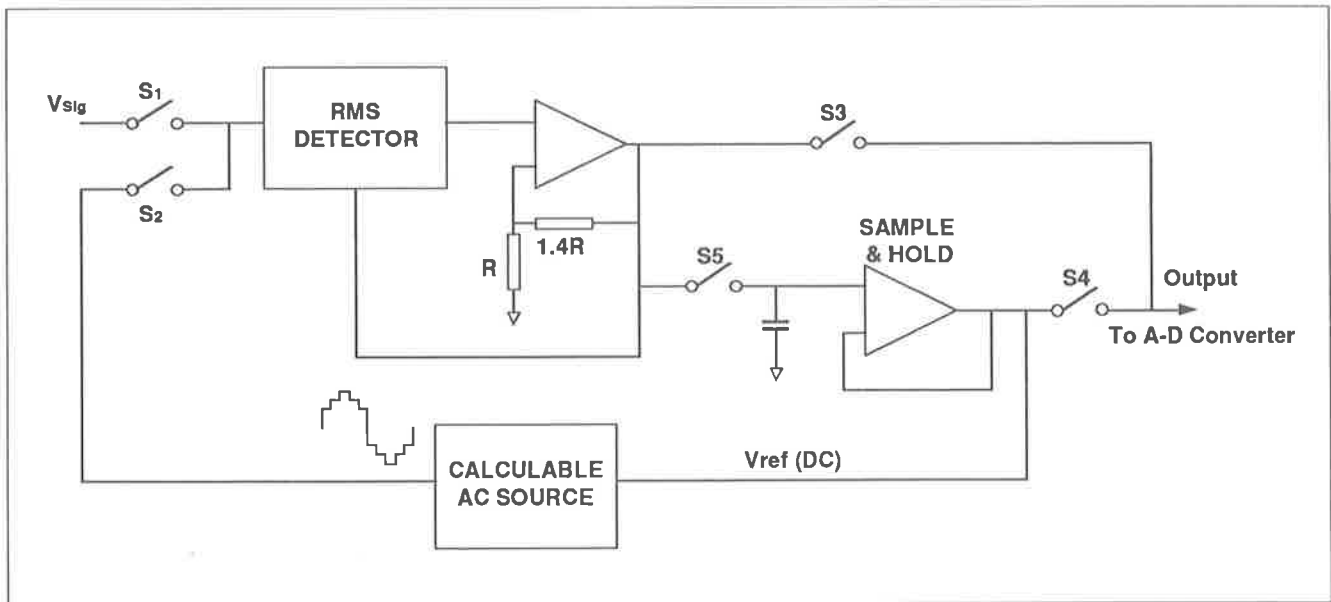 VSig
S1
S2
RMS
DETECTOR
R
1.4R
S3
S5
SAMPLE
& HOLD
S4
Output
To A-D Converter
CALCULABLE
AC SOURCE
Vref (DC)